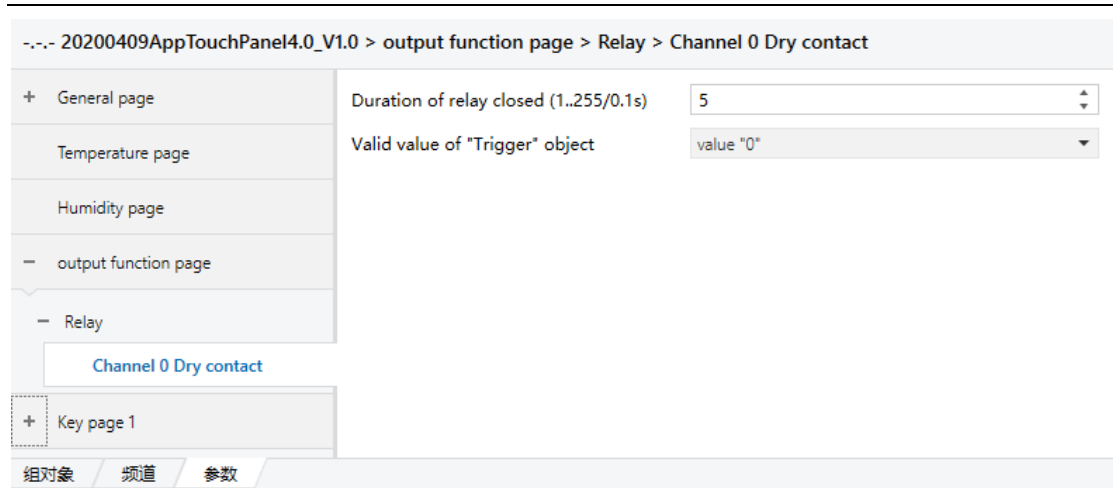 -.-.- 20200409AppTouchPanel4.0_V1.0 > output function page > Relay > Channel 0 Dry contact
+ General page
Duration of relay closed (1..255/0.1s) 5
Temperature page
Valid value of "Trigger" object value "0"
Humidity page
− output function page
− Relay
Channel 0 Dry contact
+ Key page 1
组对象 / 频道 / 参数